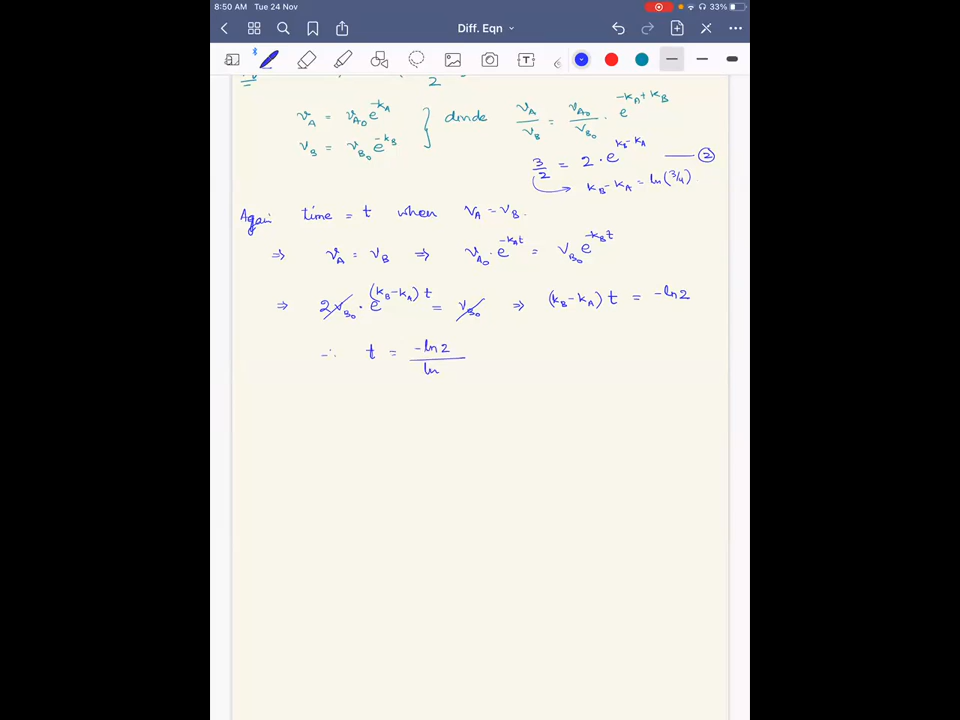 8:50 AM Tue 24 Nov 33%
Diff. Eqn
2
v_A = v_A₀ e^{-k_A}
v_B = v_B₀ e^{-k_B}
} divide v_A/v_B = v_A₀/v_B₀ · e^{-k_A+k_B}
3/2 = 2 · e^{k_B-k_A} —— ②
→ k_B - k_A = ln(3/4)
Again time = t when v_A = v_B.
⇒ v_A = v_B ⇒ v_A₀ · e^{-k_A t} = v_B₀ e^{-k_B t}
⇒ 2 v_B₀ · e^{(k_B-k_A) t} = v_B₀ ⇒ (k_B - k_A) t = -ln 2
∴ t = -ln 2 / ln